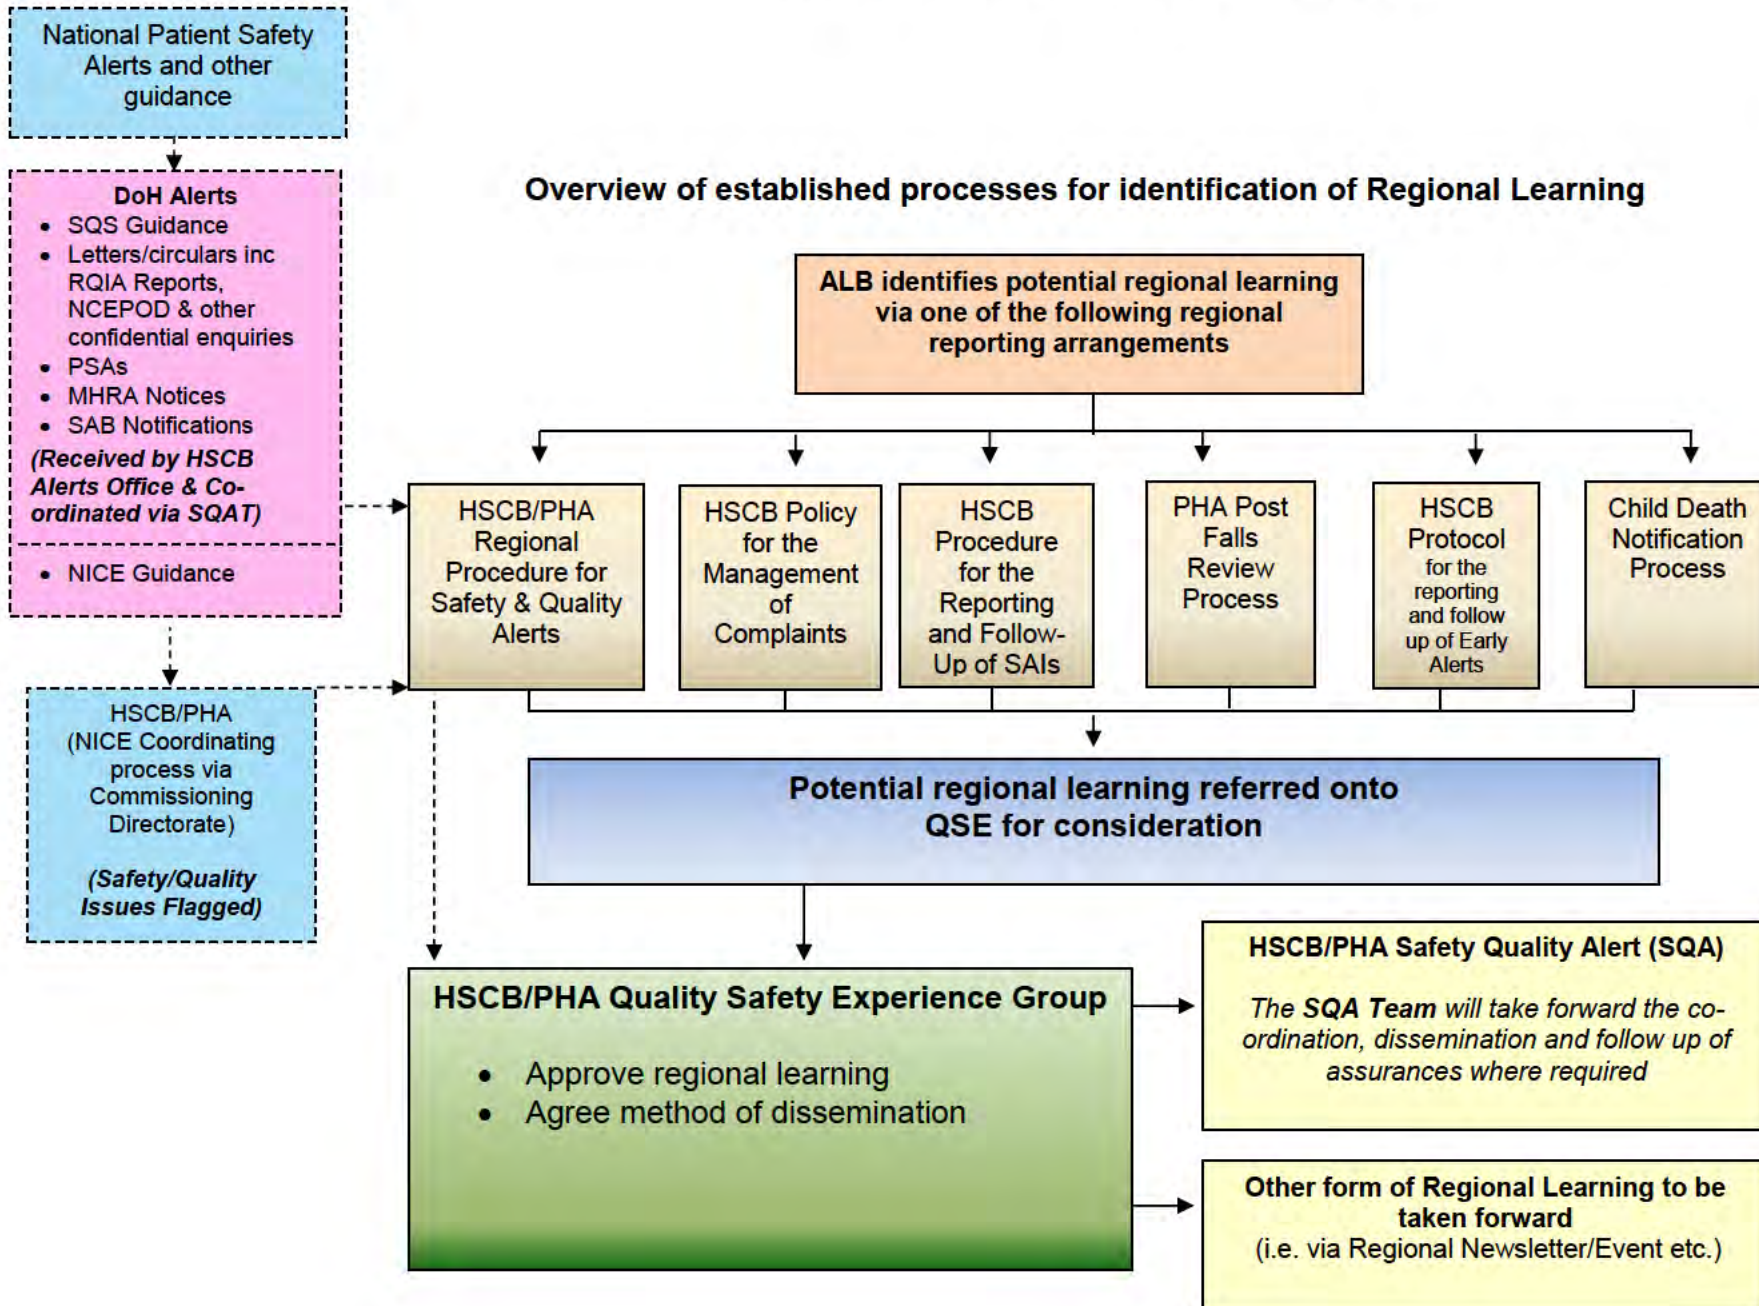 National Patient Safety
Alerts and other
guidance
DoH Alerts
• SQS Guidance
• Letters/circulars inc
RQIA Reports,
NCEPOD & other
confidential enquiries
• PSAs
• MHRA Notices
• SAB Notifications
(Received by HSCB
Alerts Office & Co-
ordinated via SQAT)
• NICE Guidance
HSCB/PHA
(NICE Coordinating
process via
Commissioning
Directorate)
(Safety/Quality
Issues Flagged)
Overview of established processes for identification of Regional Learning
ALB identifies potential regional learning
via one of the following regional
reporting arrangements
HSCB/PHA
Regional
Procedure for
Safety & Quality
Alerts
HSCB Policy
for the
Management
of
Complaints
HSCB
Procedure
for the
Reporting
and Follow-
Up of SAIs
PHA Post
Falls
Review
Process
HSCB
Protocol
for the
reporting
and follow
up of Early
Alerts
Child Death
Notification
Process
Potential regional learning referred onto
QSE for consideration
HSCB/PHA Quality Safety Experience Group
• Approve regional learning
• Agree method of dissemination
HSCB/PHA Safety Quality Alert (SQA)
The SQA Team will take forward the co-
ordination, dissemination and follow up of
assurances where required
Other form of Regional Learning to be
taken forward
(i.e. via Regional Newsletter/Event etc.)